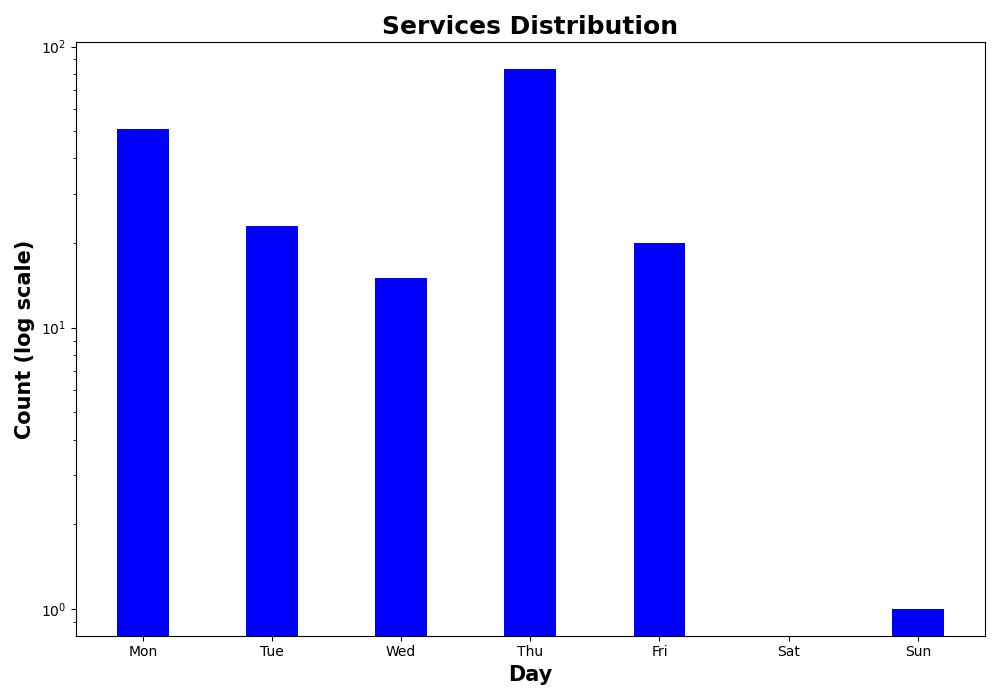 Services Distribution
Count (log scale)
10²
10¹
10⁰
Mon Tue Wed Thu Fri Sat Sun
Day